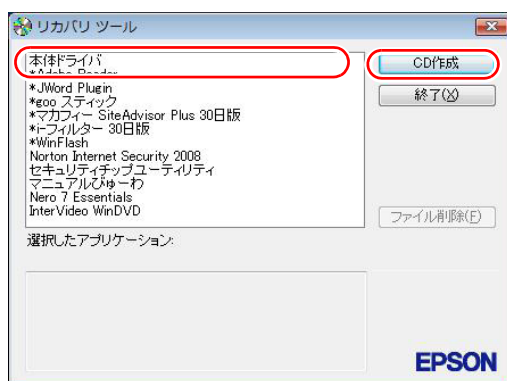 リカバリ ツール
本体ドライバ
*Adobe Reader
*JWord Plugin
*goo スティック
*マカフィー SiteAdvisor Plus 30日版
*i-フィルター 30日版
*WinFlash
Norton Internet Security 2008
セキュリティチップユーティリティ
マニュアルびゅーわ
Nero 7 Essentials
InterVideo WinDVD
CD作成
終了(X)
ファイル削除(F)
選択したアプリケーション:
EPSON